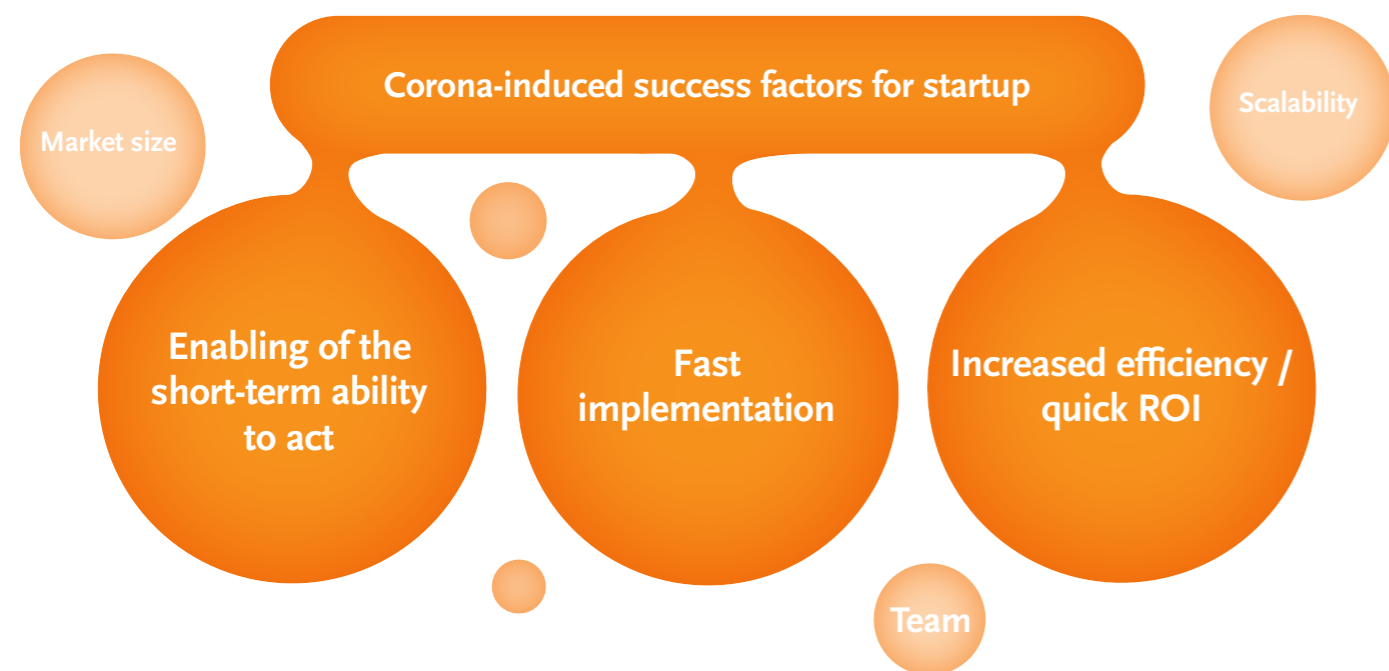 Corona-induced success factors for startup
Market size
Scalability
Enabling of the
short-term ability
to act
Fast
implementation
Increased efficiency /
quick ROI
Team